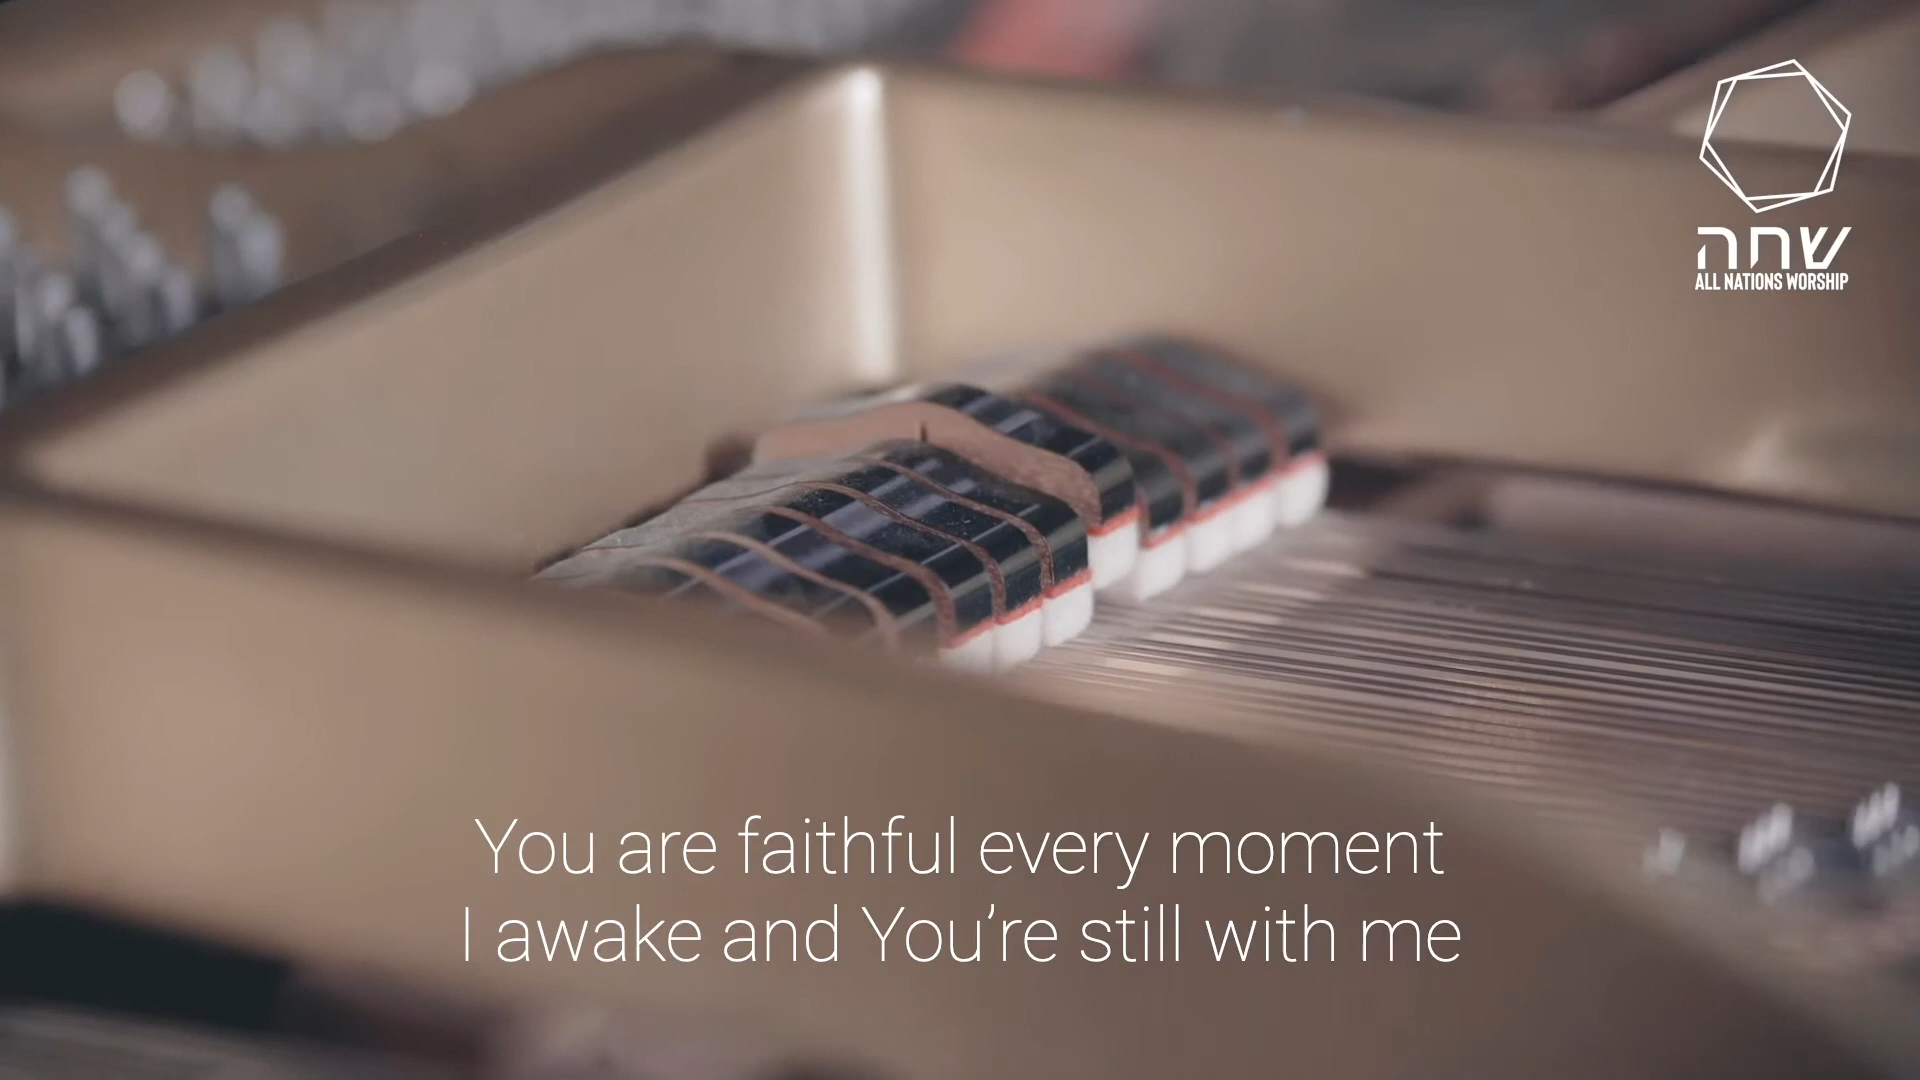 שחה
ALL NATIONS WORSHIP
You are faithful every moment
I awake and You’re still with me